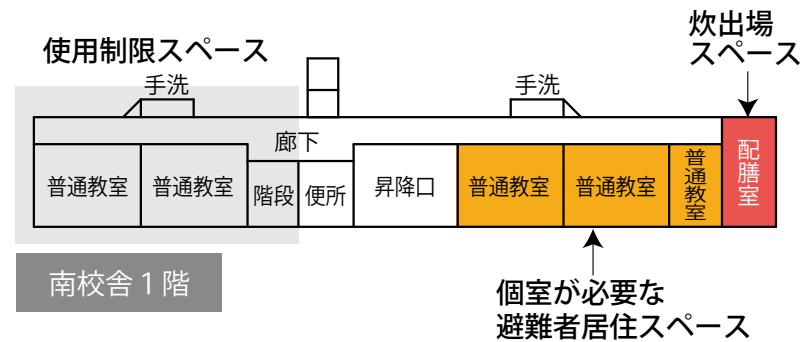 炊出場
スペース
使用制限スペース
手洗
手洗
廊下
普通教室
普通教室
階段
便所
昇降口
普通教室
普通教室
普通教室
配膳室
南校舎1階
個室が必要な
避難者居住スペース